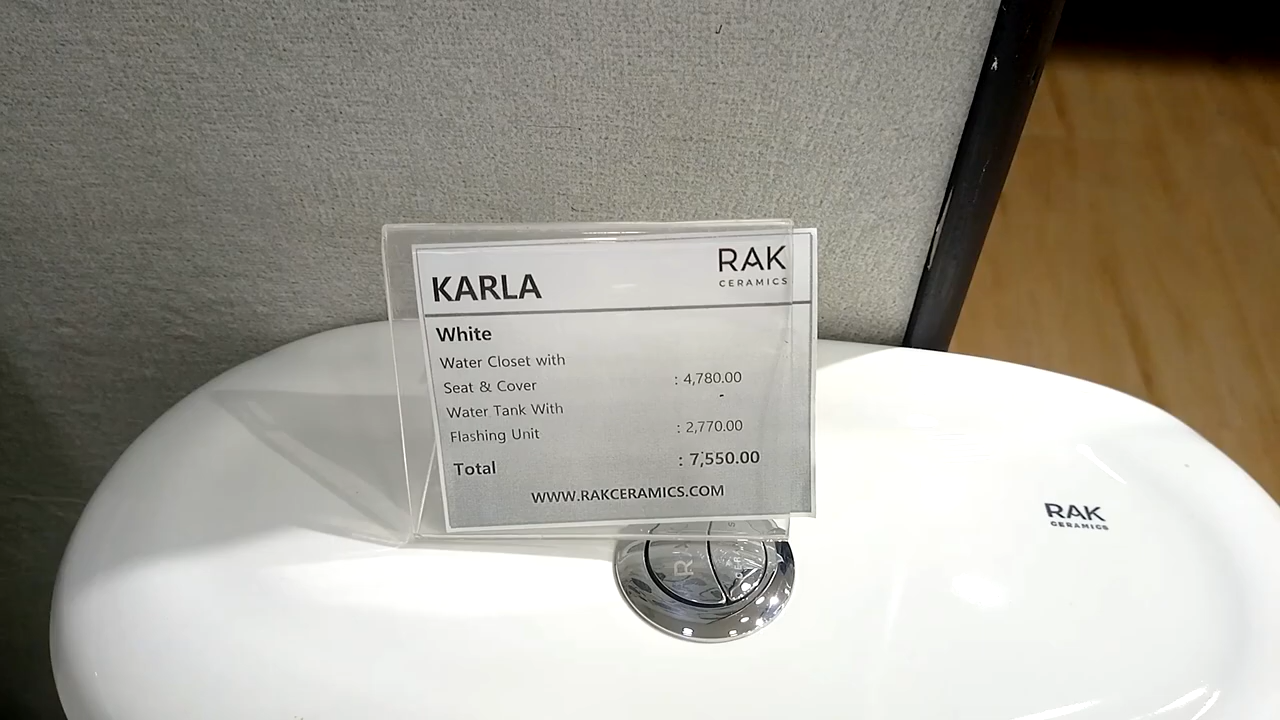 KARLA
RAK
CERAMICS
White
Water Closet with
Seat & Cover : 4,780.00
Water Tank With
Flashing Unit : 2,770.00
Total : 7,550.00
WWW.RAKCERAMICS.COM
RAK
CERAMICS